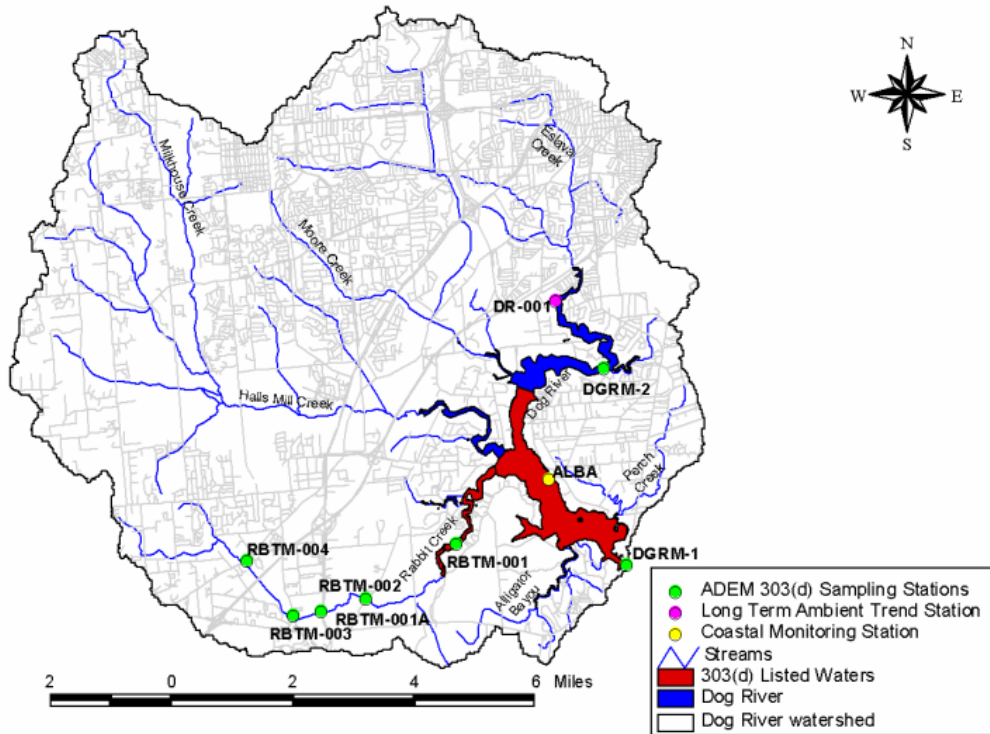 N
W E
S
Eslava
Creek
Milkhouse Creek
Moore Creek
DR-001
Dog River
DGRM-2
Halls Mill Creek
ALBA
Perch
Creek
RBTM-004
Rabbit Creek
RBTM-001
DGRM-1
RBTM-002
Alligator
Bayou
RBTM-001A
RBTM-003
ADEM 303(d) Sampling Stations
Long Term Ambient Trend Station
Coastal Monitoring Station
Streams
303(d) Listed Waters
Dog River
Dog River watershed
2 0 2 4 6 Miles